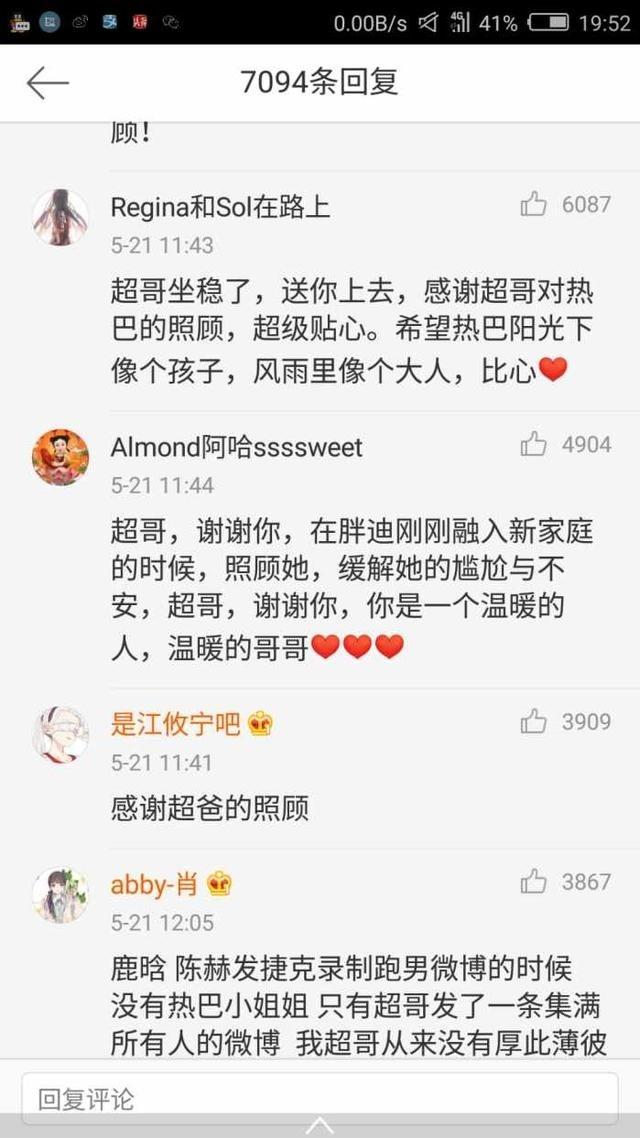 0.00B/s 4G 41% 19:52
7094条回复
顾！
Regina和Sol在路上 6087
5-21 11:43
超哥坐稳了，送你上去，感谢超哥对热
巴的照顾，超级贴心。希望热巴阳光下
像个孩子，风雨里像个大人，比心❤
Almond阿哈ssssweet 4904
5-21 11:44
超哥，谢谢你，在胖迪刚刚融入新家庭
的时候，照顾她，缓解她的尴尬与不
安，超哥，谢谢你，你是一个温暖的
人，温暖的哥哥❤❤❤
是江攸宁吧 3909
5-21 11:41
感谢超爸的照顾
abby-肖 3867
5-21 12:05
鹿晗 陈赫发捷克录制跑男微博的时候
没有热巴小姐姐 只有超哥发了一条集满
所有人的微博 我超哥从来没有厚此薄彼
回复评论